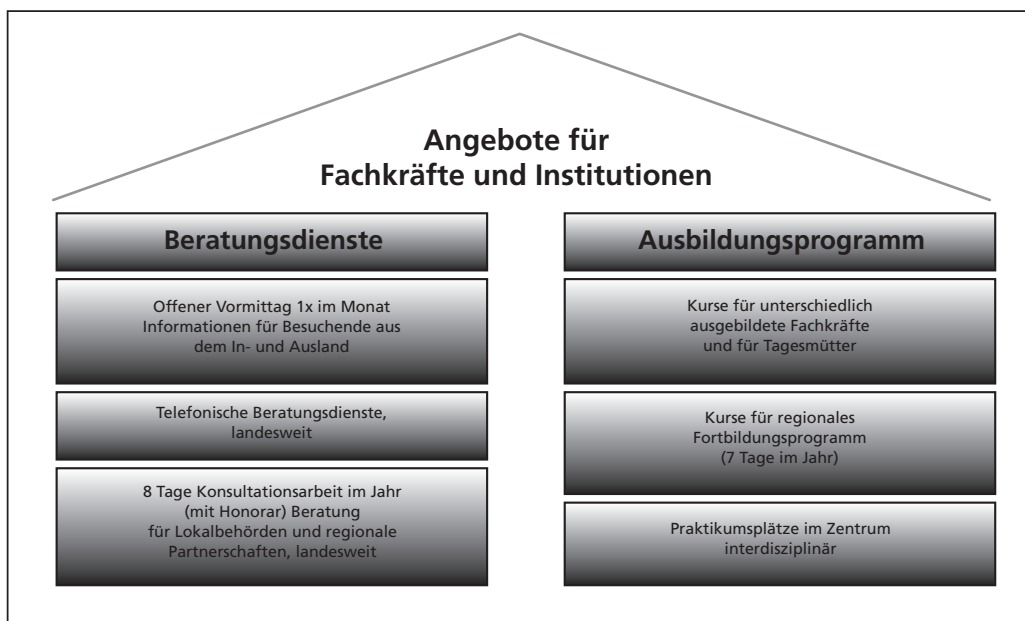 Angebote für
Fachkräfte und Institutionen
Beratungsdienste
Offener Vormittag 1x im Monat
Informationen für Besuchende aus
dem In- und Ausland
Telefonische Beratungsdienste,
landesweit
8 Tage Konsultationsarbeit im Jahr
(mit Honorar) Beratung
für Lokalbehörden und regionale
Partnerschaften, landesweit
Ausbildungsprogramm
Kurse für unterschiedlich
ausgebildete Fachkräfte
und für Tagesmütter
Kurse für regionales
Fortbildungsprogramm
(7 Tage im Jahr)
Praktikumsplätze im Zentrum
interdisziplinär